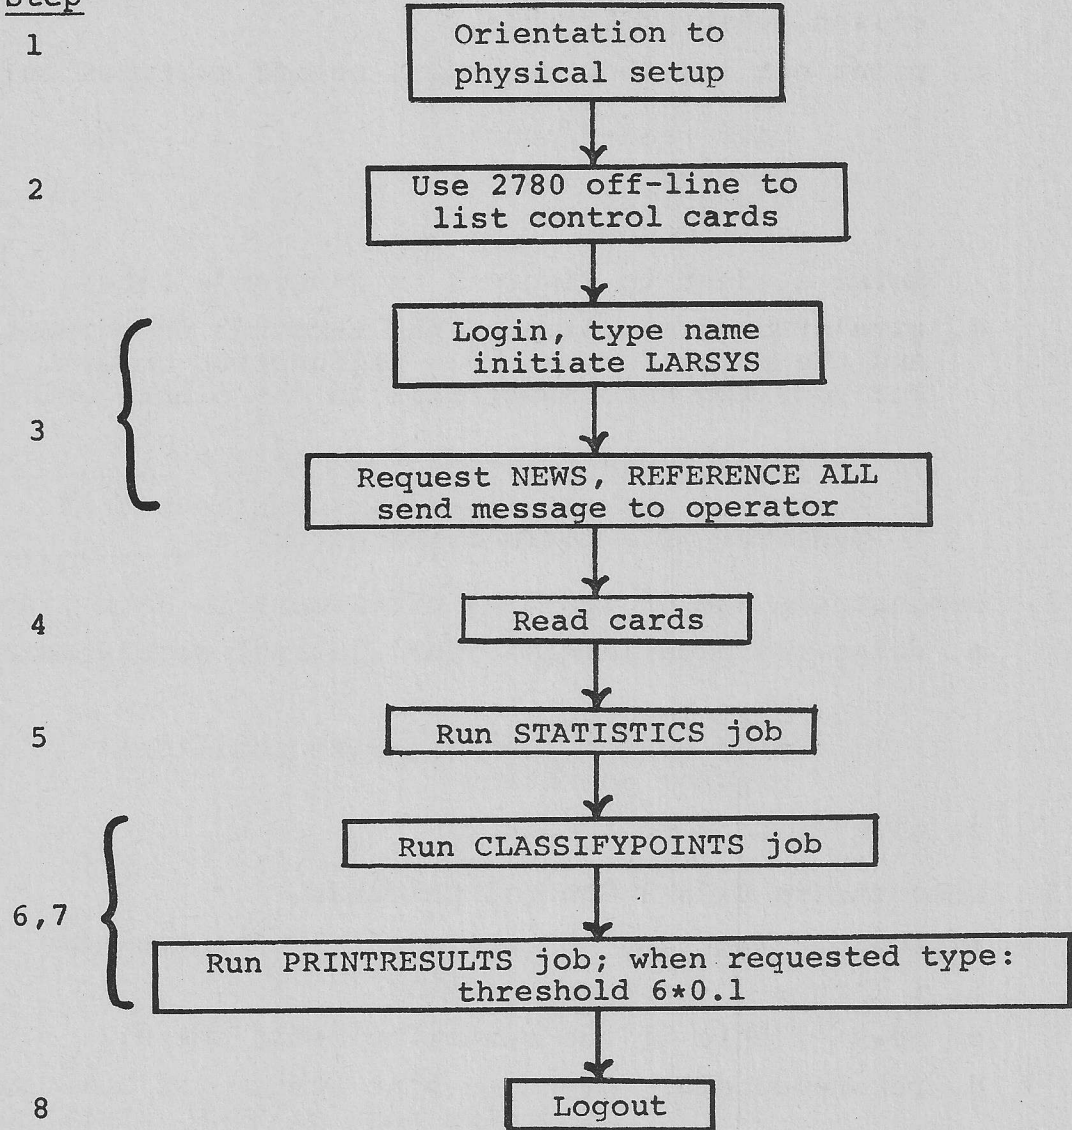 Step
1
Orientation to
physical setup
2
Use 2780 off-line to
list control cards
Login, type name
initiate LARSYS
3
Request NEWS, REFERENCE ALL
send message to operator
4
Read cards
5
Run STATISTICS job
Run CLASSIFYPOINTS job
6,7
Run PRINTRESULTS job; when requested type:
threshold 6*0.1
8
Logout